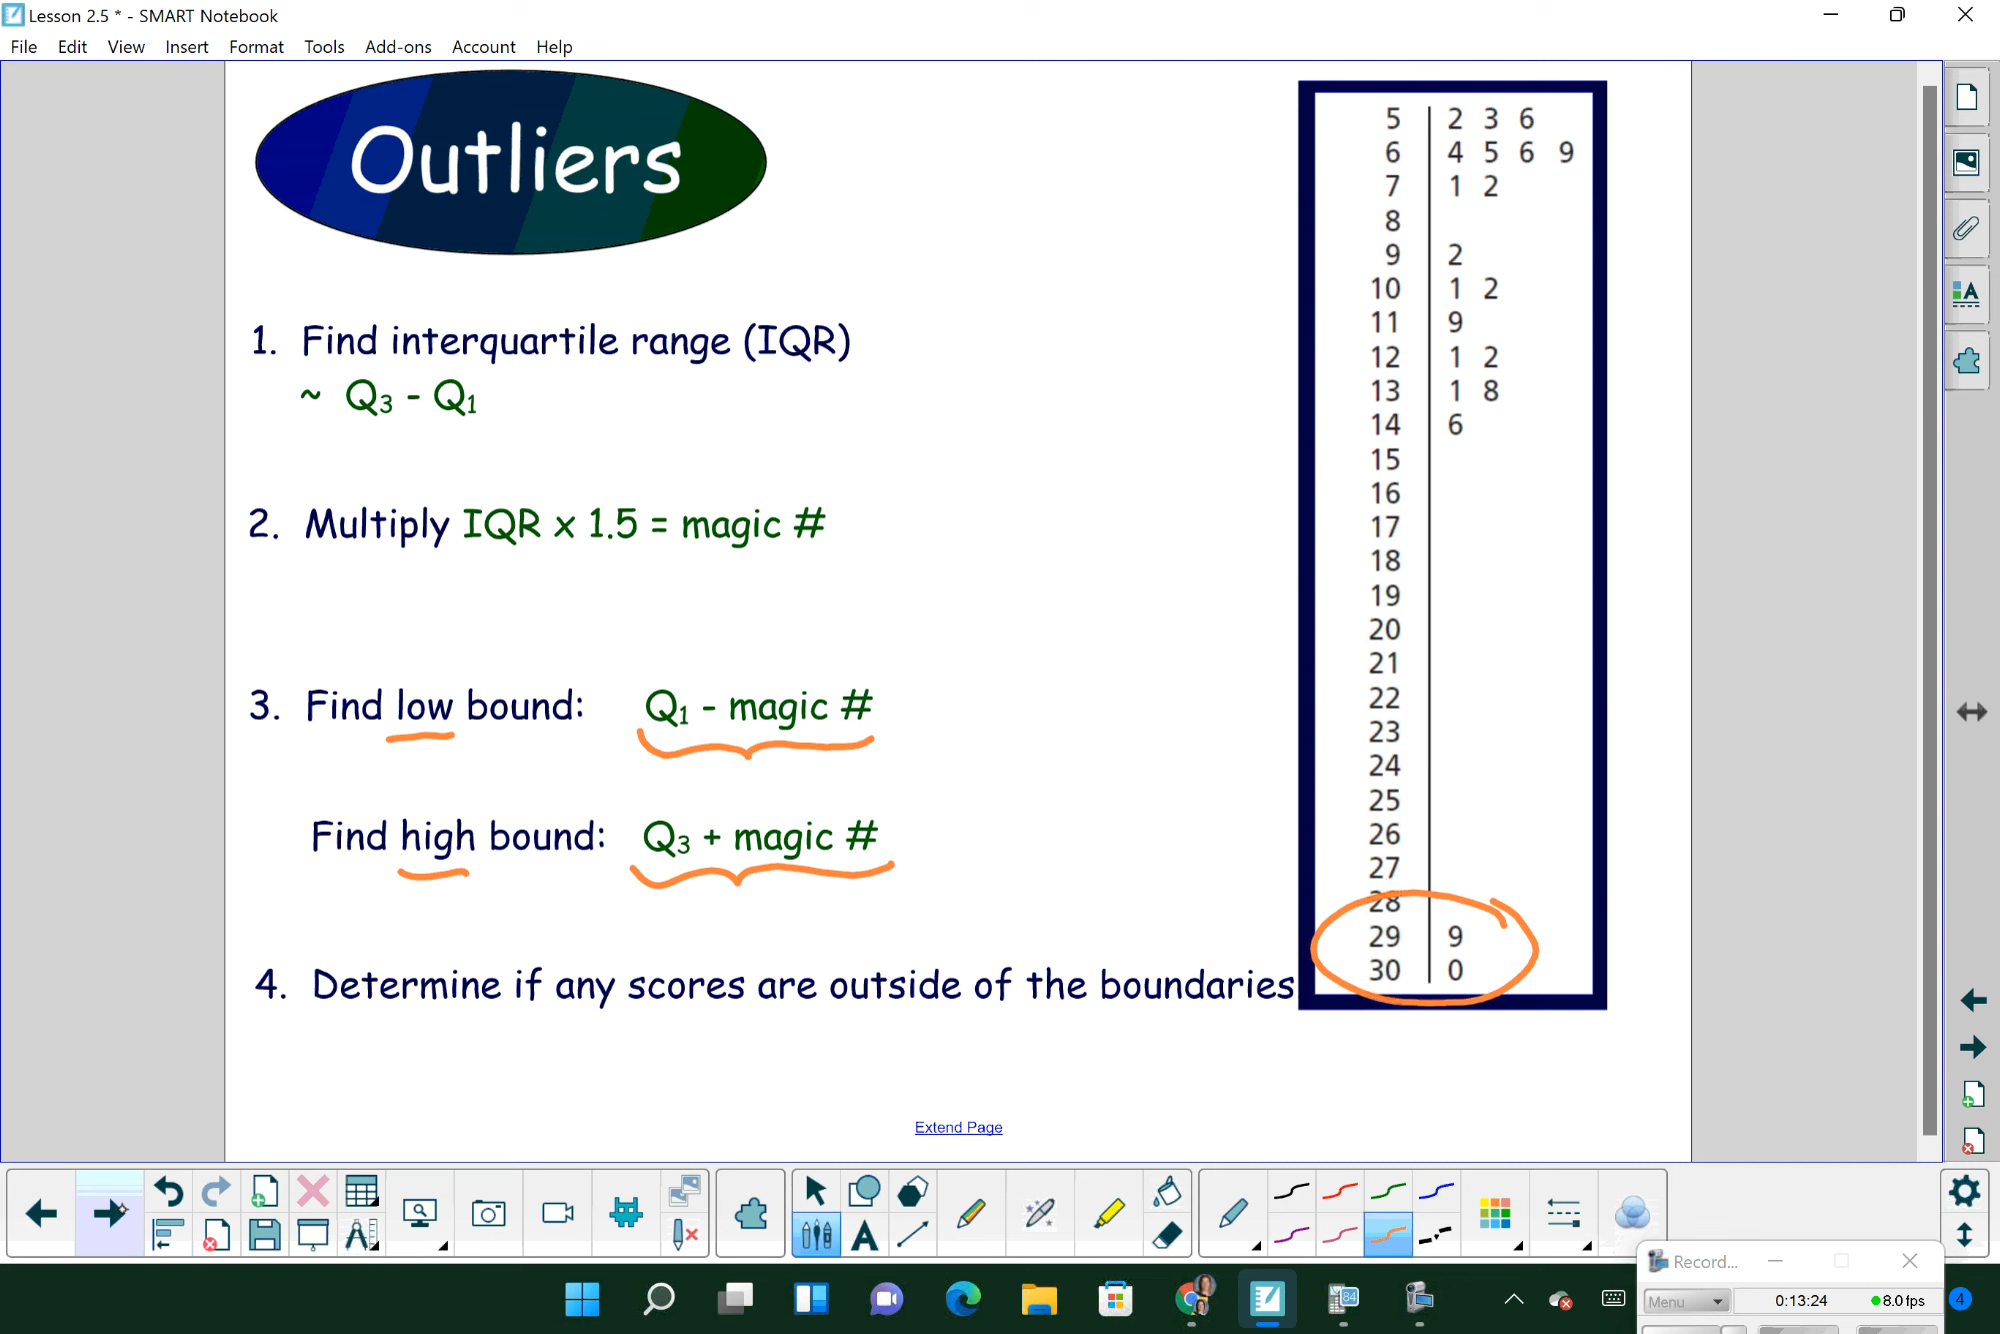 Lesson 2.5 * - SMART Notebook
File Edit View Insert Format Tools Add-ons Account Help
Outliers
1. Find interquartile range (IQR)
~ Q₃ - Q₁
2. Multiply IQR x 1.5 = magic #
3. Find low bound: Q₁ - magic #
Find high bound: Q₃ + magic #
4. Determine if any scores are outside of the boundaries
5 | 2 3 6
6 | 4 5 6 9
7 | 1 2
8 |
9 | 2
10 | 1 2
11 | 9
12 | 1 2
13 | 1 8
14 | 6
15 |
16 |
17 |
18 |
19 |
20 |
21 |
22 |
23 |
24 |
25 |
26 |
27 |
28 |
29 | 9
30 | 0
Extend Page
A
A
Record...
84
Menu 0:13:24 8.0 fps
4